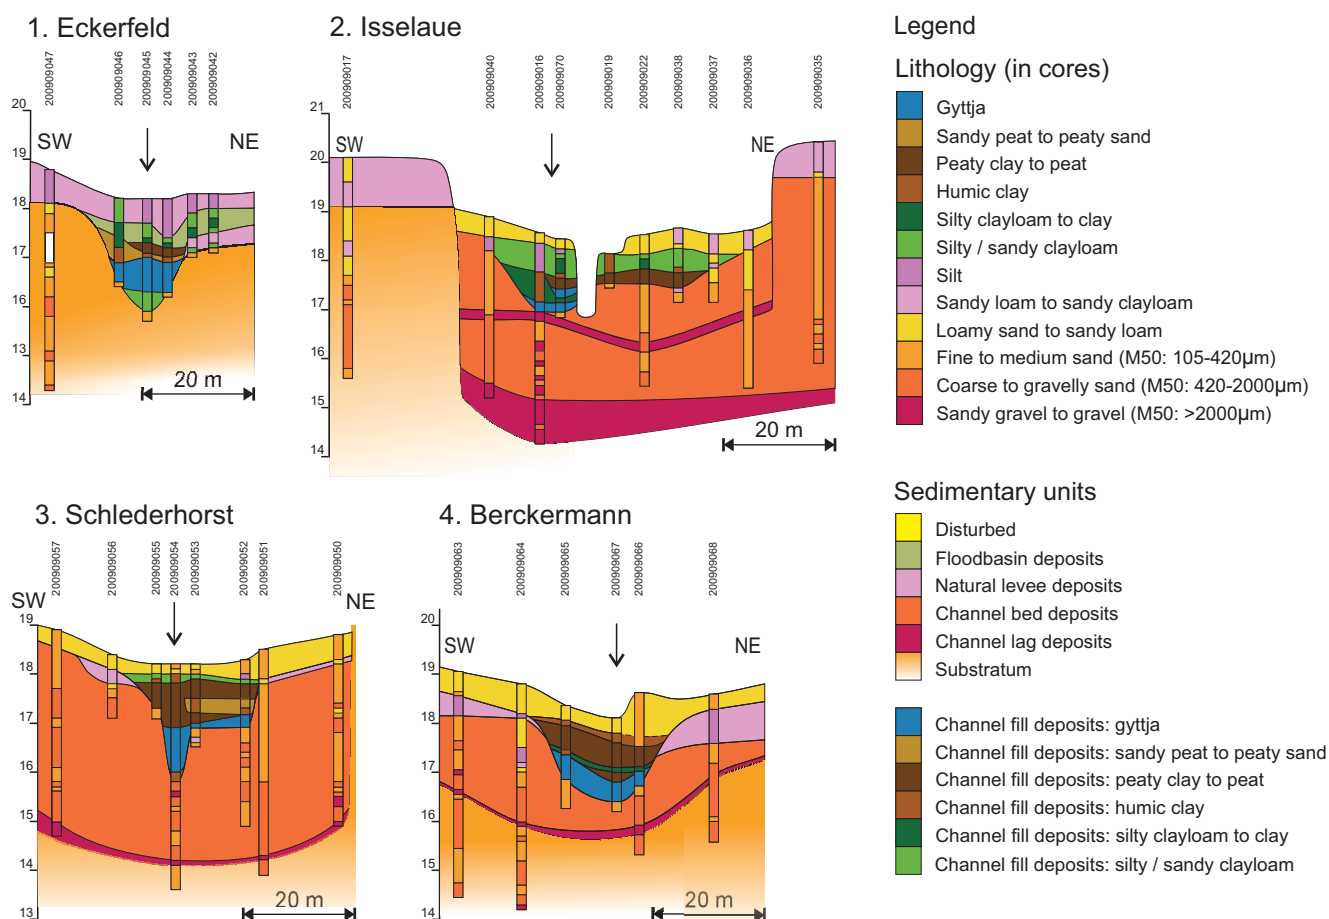 1. Eckerfeld
200909047
200909046
200909045
200909044
200909043
200909042
20
19
18
17
16
13
14
SW
NE
20 m
2. Isselaue
200909017
200909040
200909016
200909070
200909019
200909022
200909038
200909037
200909036
200909035
21
20
19
18
17
16
15
14
SW
NE
20 m
3. Schlederhorst
200909057
200909056
200909055
200909054
200909053
200909052
200909051
200909050
SW
NE
19
18
17
16
15
14
13
20 m
4. Berckermann
200909063
200909064
200909065
200909067
200909066
200909068
20
19
18
17
16
15
14
SW
NE
20 m
Legend
Lithology (in cores)
Gyttja
Sandy peat to peaty sand
Peaty clay to peat
Humic clay
Silty clayloam to clay
Silty / sandy clayloam
Silt
Sandy loam to sandy clayloam
Loamy sand to sandy loam
Fine to medium sand (M50: 105-420µm)
Coarse to gravelly sand (M50: 420-2000µm)
Sandy gravel to gravel (M50: >2000µm)
Sedimentary units
Disturbed
Floodbasin deposits
Natural levee deposits
Channel bed deposits
Channel lag deposits
Substratum
Channel fill deposits: gyttja
Channel fill deposits: sandy peat to peaty sand
Channel fill deposits: peaty clay to peat
Channel fill deposits: humic clay
Channel fill deposits: silty clayloam to clay
Channel fill deposits: silty / sandy clayloam